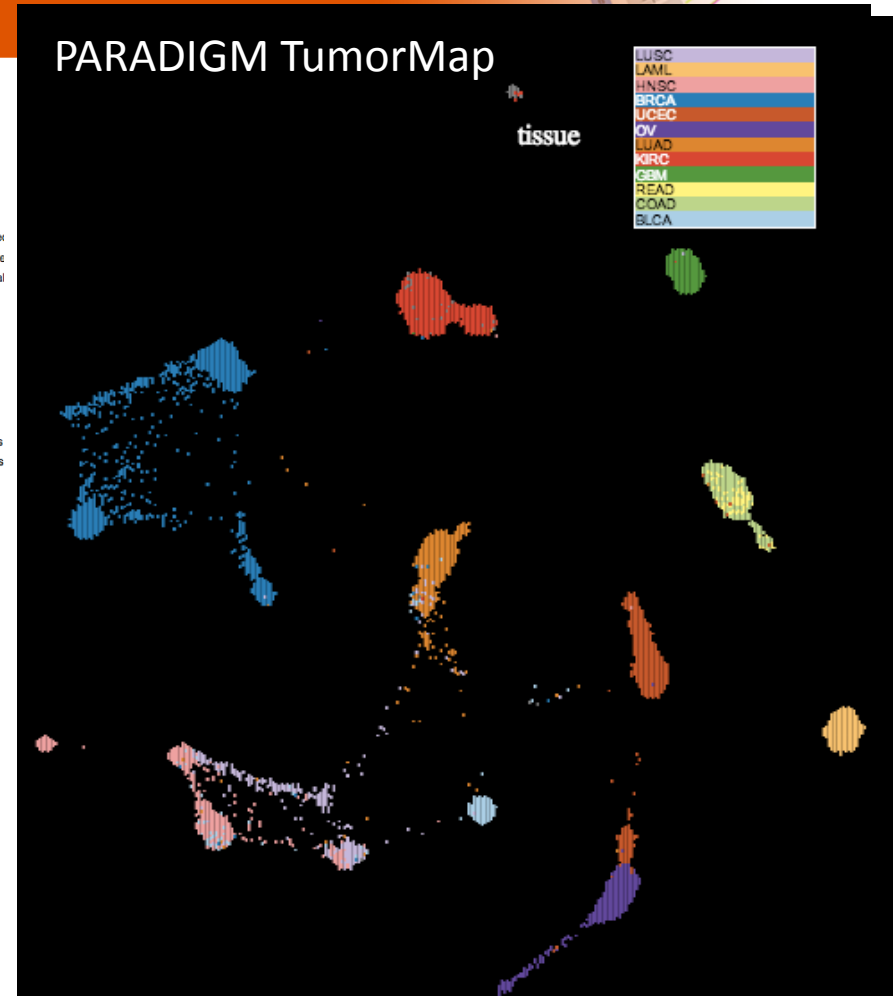 PARADIGM TumorMap
tissue
LUSC
LAML
HNSC
BRCA
UCEC
OV
LUAD
KIRC
GBM
READ
COAD
BLCA